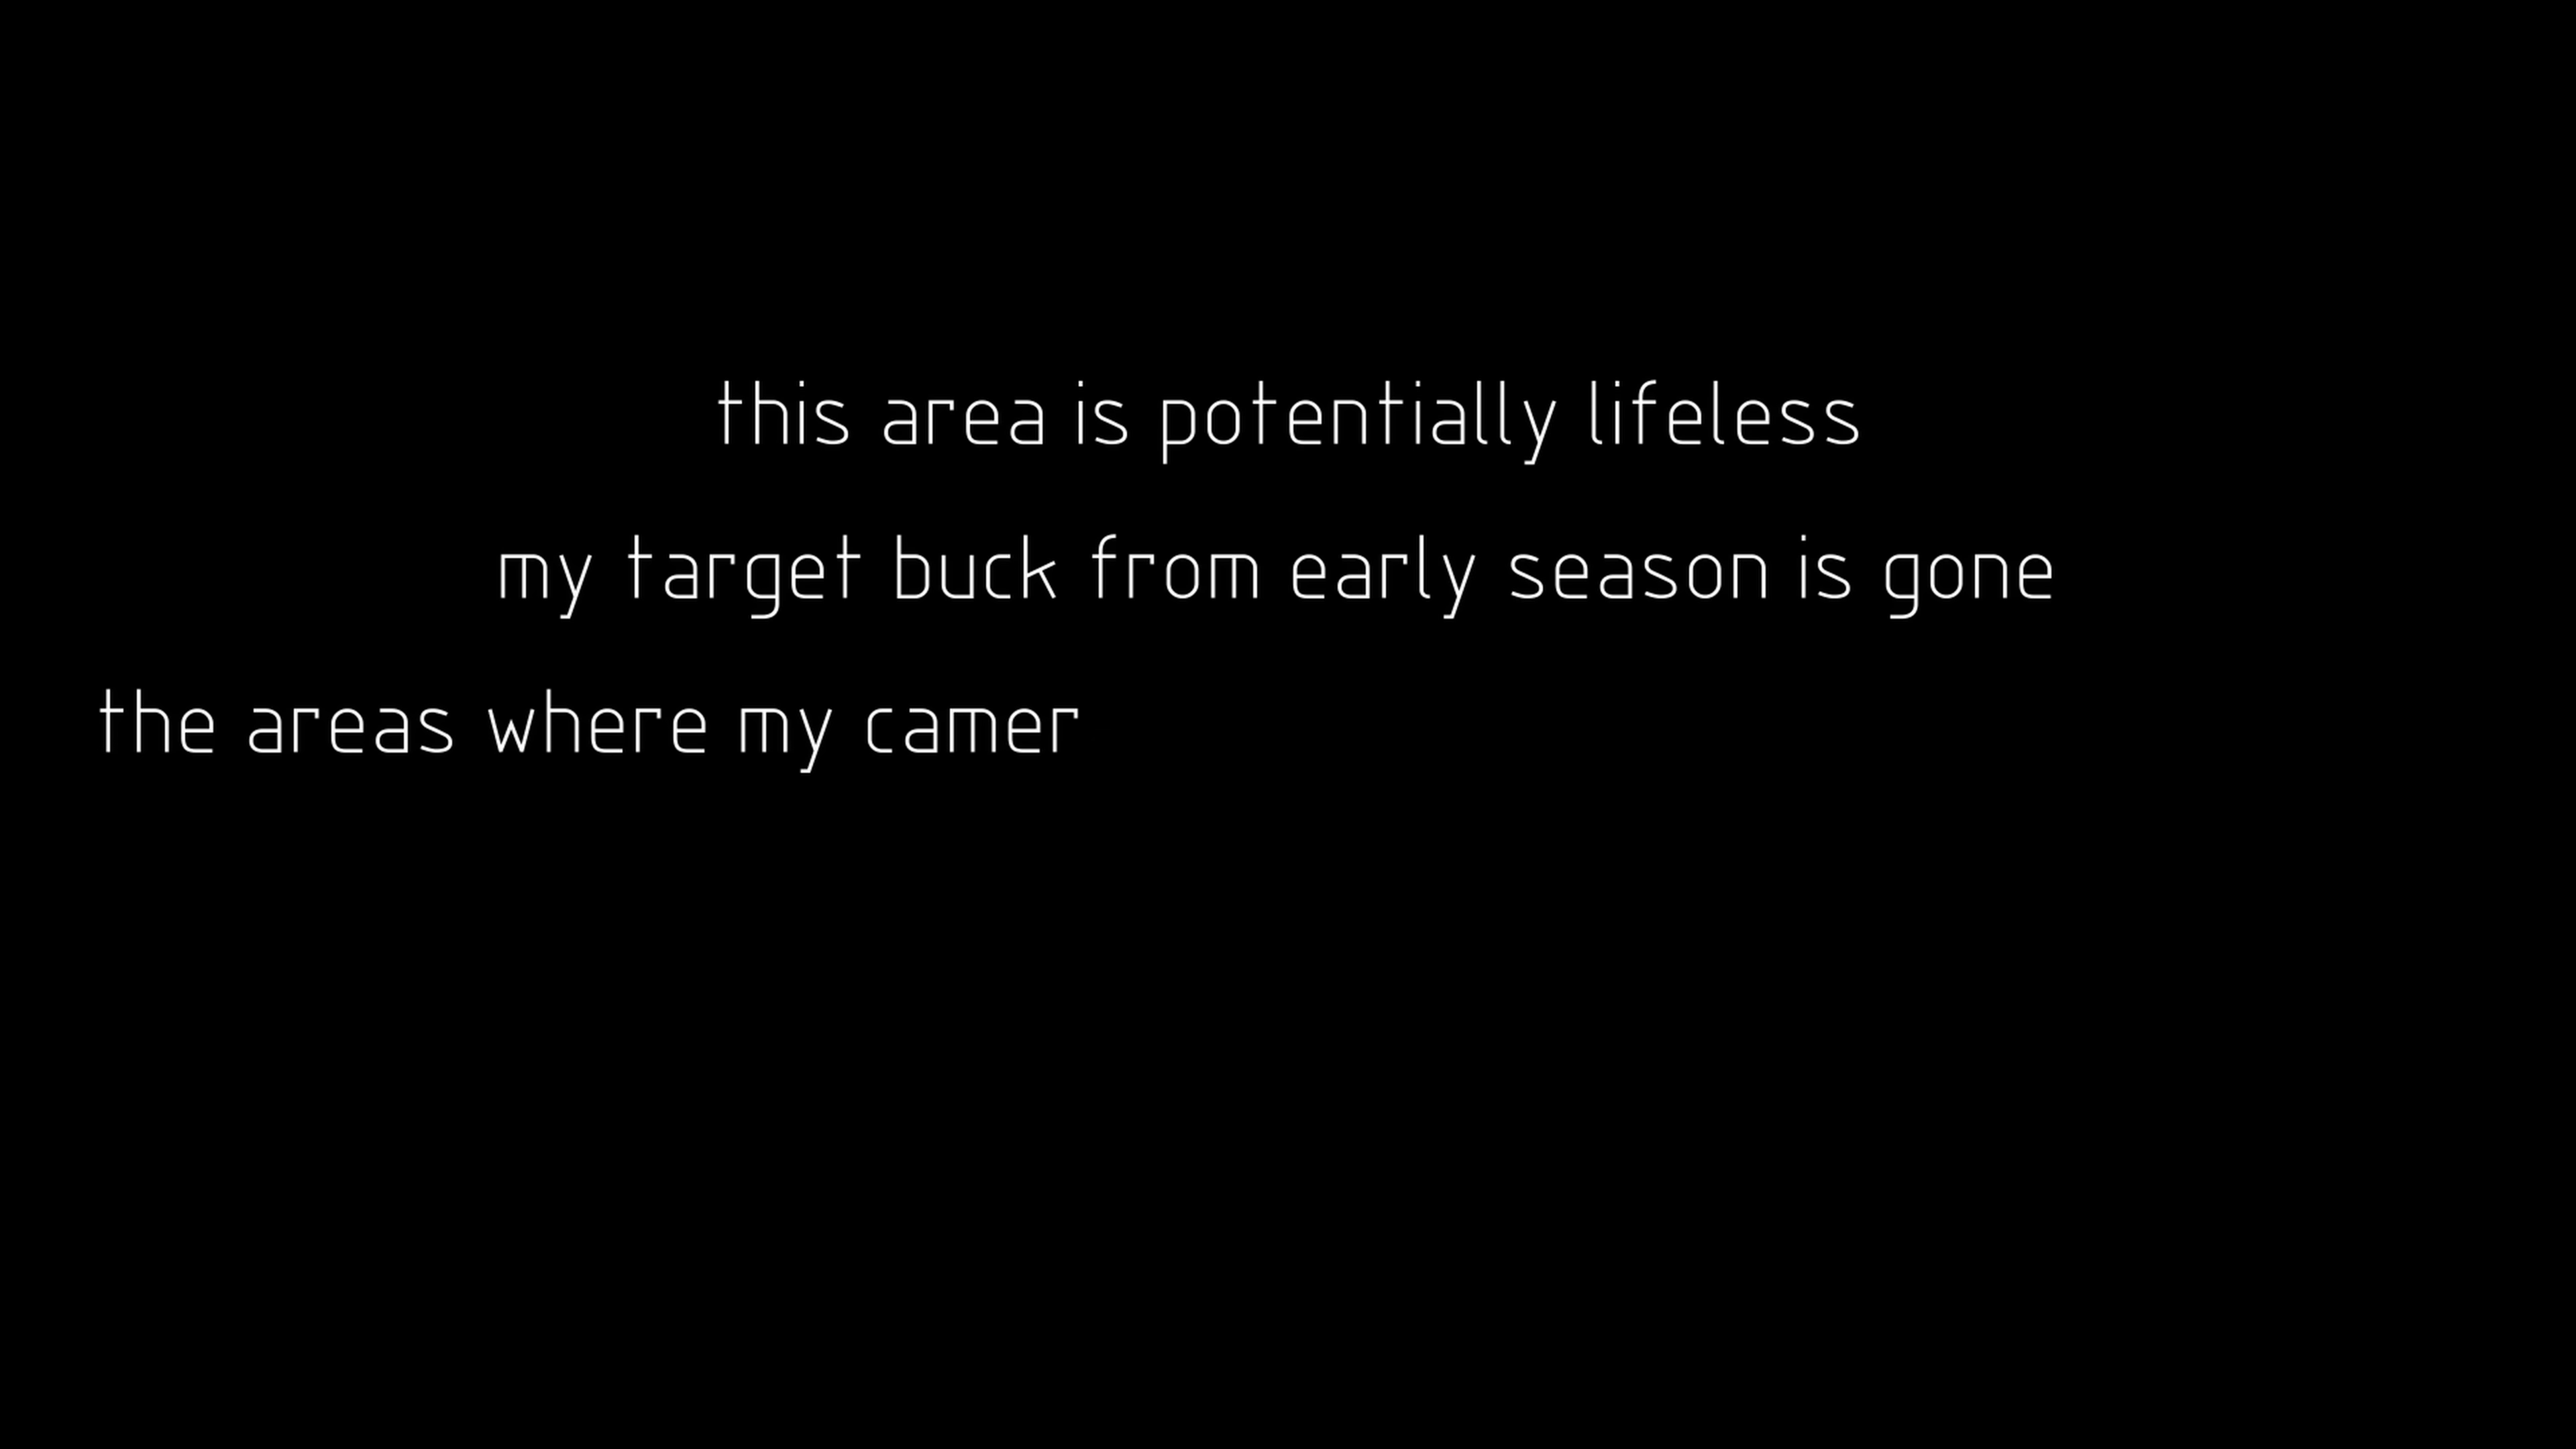 this area is potentially lifeless
my target buck from early season is gone
the areas where my camer